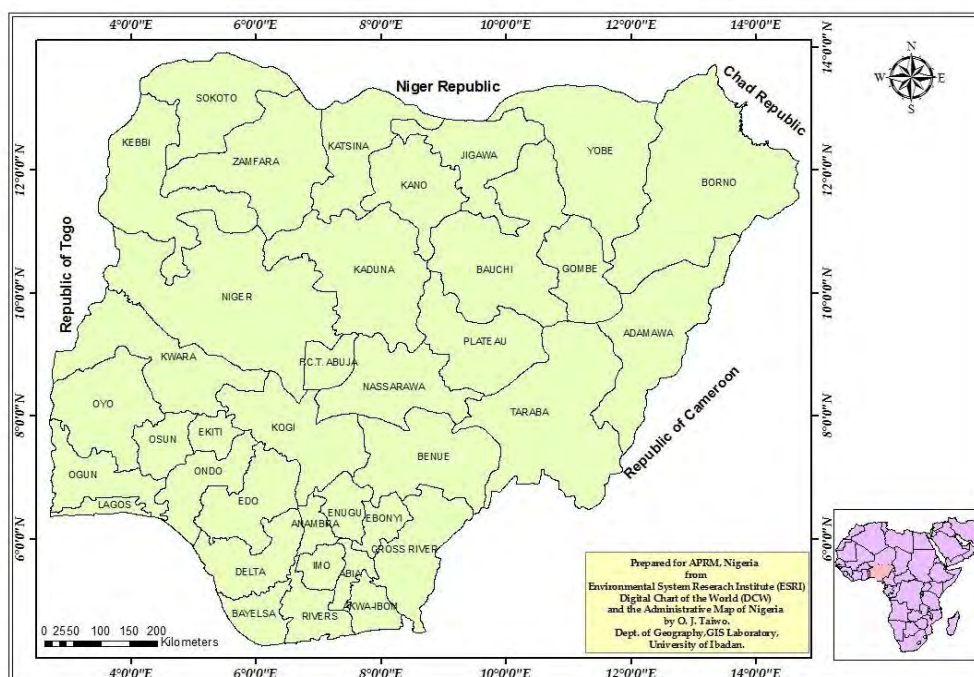 4°0'0"E 6°0'0"E 8°0'0"E 10°0'0"E 12°0'0"E 14°0'0"E
14°0'0"N
N
W E
S
Niger Republic
Chad Republic
SOKOTO
KEBBI
ZAMFARA
KATSINA
JIGAWA
YOBE
KANO
BORNO
12°0'0"N
12°0'0"N
Republic of Togo
KADUNA
BAUCHI
GOMBE
NIGER
10°0'0"N
10°0'0"N
ADAMAWA
PLATEAU
F.C.T. ABUJA
KWARA
NASSARAWA
TARABA
Republic of Cameroon
OYO
8°0'0"N
8°0'0"N
KOGI
EKITI
OSUN
BENUE
ONDO
OGUN
EDO
LAGOS
ENUGU
ANAMBRA
EBONYI
6°0'0"N
6°0'0"N
GROSS RIVER
IMO
ABIA
DELTA
AKWA-IBOM
BAYELSA
RIVERS
Prepared for APRM, Nigeria
from
Environmental System Reserach Institute (ESRI)
Digital Chart of the World (DCW)
and the Administrative Map of Nigeria
by O. J. Taiwo.
Dept. of Geography,GIS Laboratory,
University of Ibadan.
0 2550 100 150 200
Kilometers
4°0'0"E 6°0'0"E 8°0'0"E 10°0'0"E 12°0'0"E 14°0'0"E